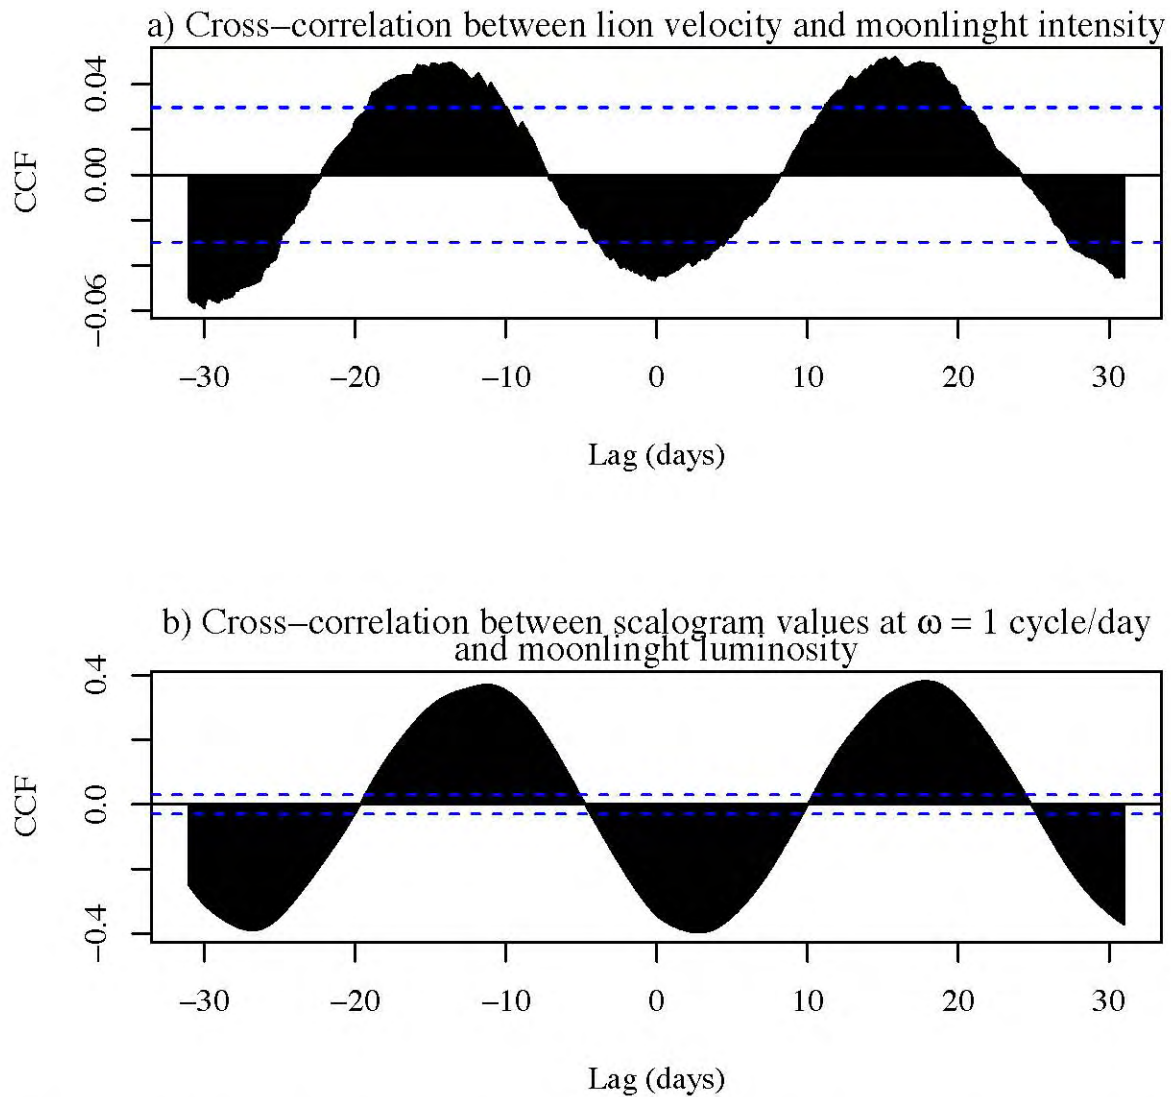 a) Cross−correlation between lion velocity and moonlinght intensity
CCF
0.04
0.00
−0.06
−30 −20 −10 0 10 20 30
Lag (days)
b) Cross−correlation between scalogram values at ω = 1 cycle/day
and moonlinght luminosity
CCF
0.4
0.0
−0.4
−30 −20 −10 0 10 20 30
Lag (days)